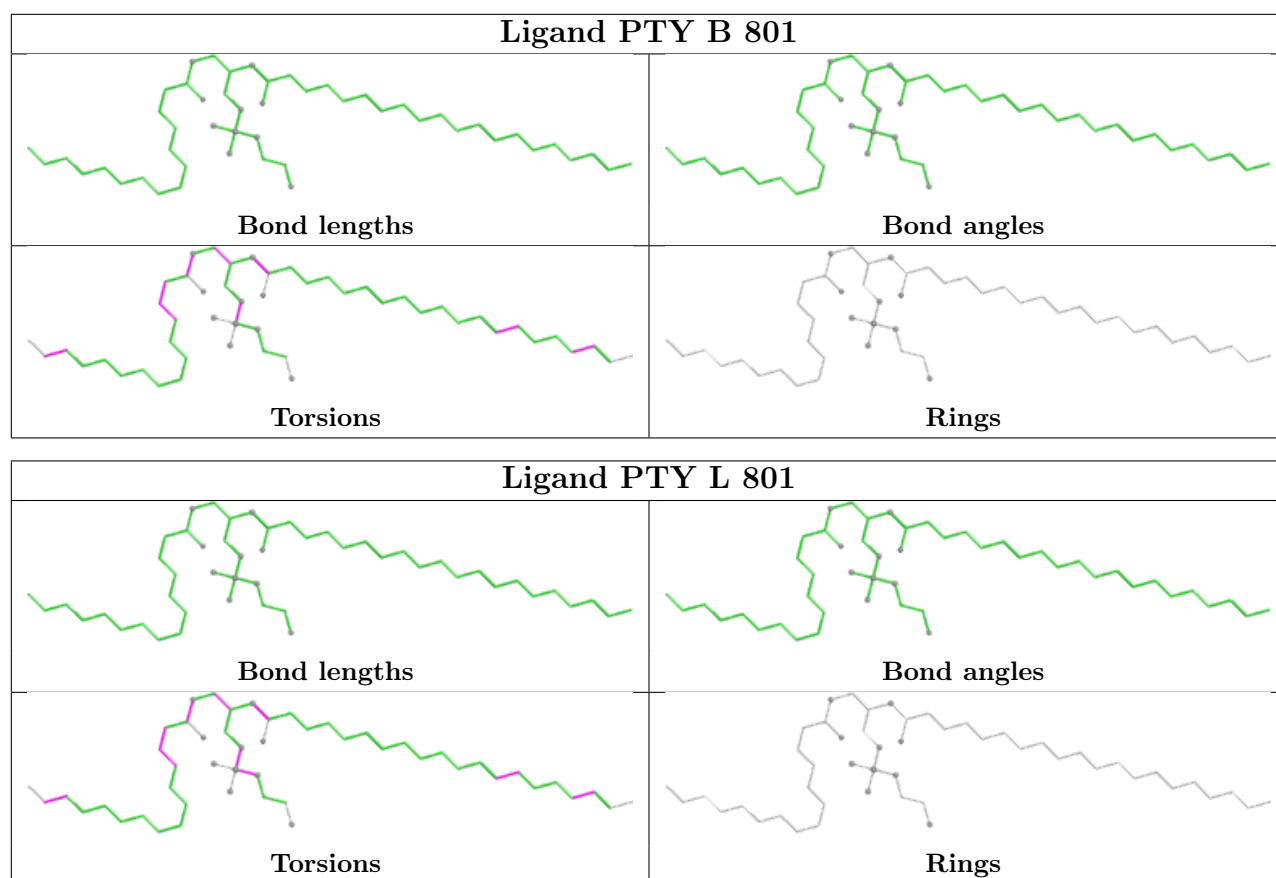 Ligand PTY B 801
Bond lengths
Bond angles
Torsions
Rings
Ligand PTY L 801
Bond lengths
Bond angles
Torsions
Rings